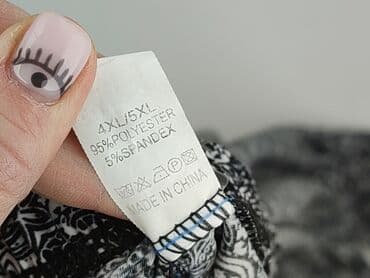 4XL/5XL
95%POLYESTER
5%SPANDEX
MADE IN CHINA